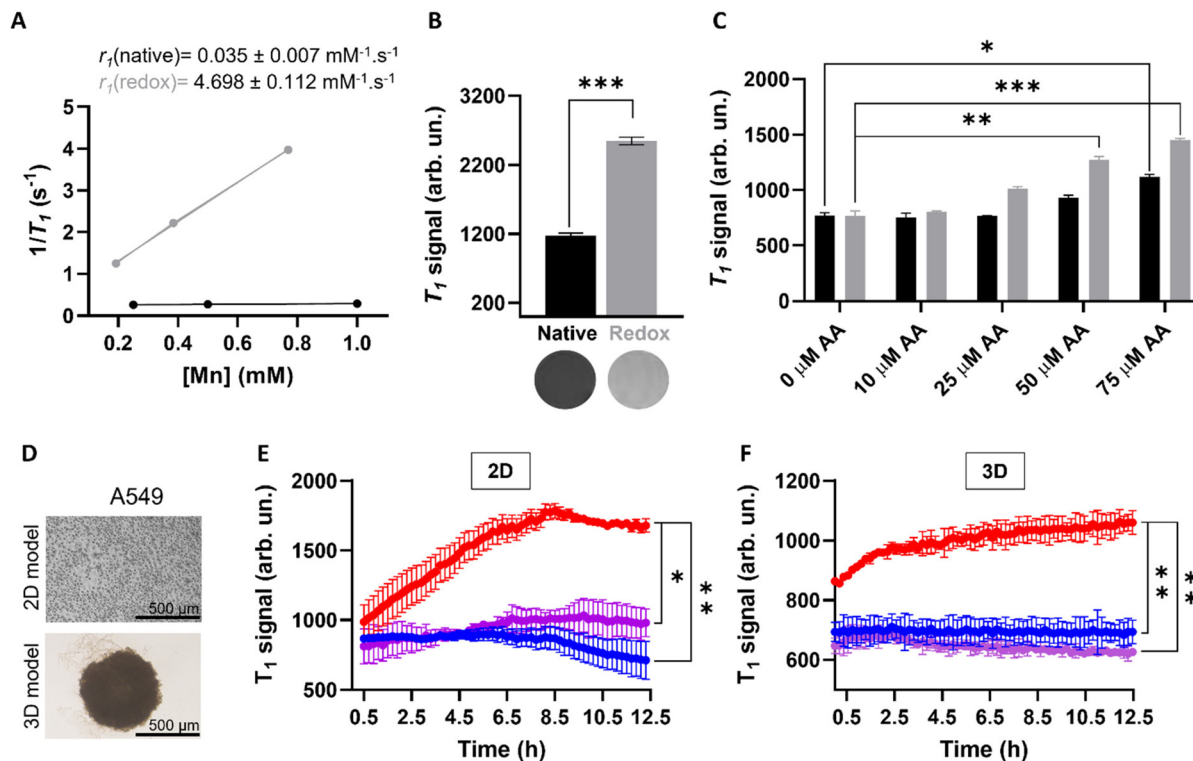 A
r1(native)= 0.035 ± 0.007 mM-1.s-1
r1(redox)= 4.698 ± 0.112 mM-1.s-1
5
4
3
2
1
0
1/T1 (s-1)
0.2 0.4 0.6 0.8 1.0
[Mn] (mM)
B
***
3200
2200
1200
200
T1 signal (arb. un.)
Native Redox
C
*
***
**
2000
1500
1000
500
0
T1 signal (arb. un.)
0 µM AA
10 µM AA
25 µM AA
50 µM AA
75 µM AA
D
A549
2D model
500 µm
3D model
500 µm
E
2D
2000
1500
1000
500
T1 signal (arb. un.)
*
**
0.5 2.5 4.5 6.5 8.5 10.5 12.5
Time (h)
F
3D
1200
1000
800
600
T1 signal (arb. un.)
**
**
0.5 2.5 4.5 6.5 8.5 10.5 12.5
Time (h)